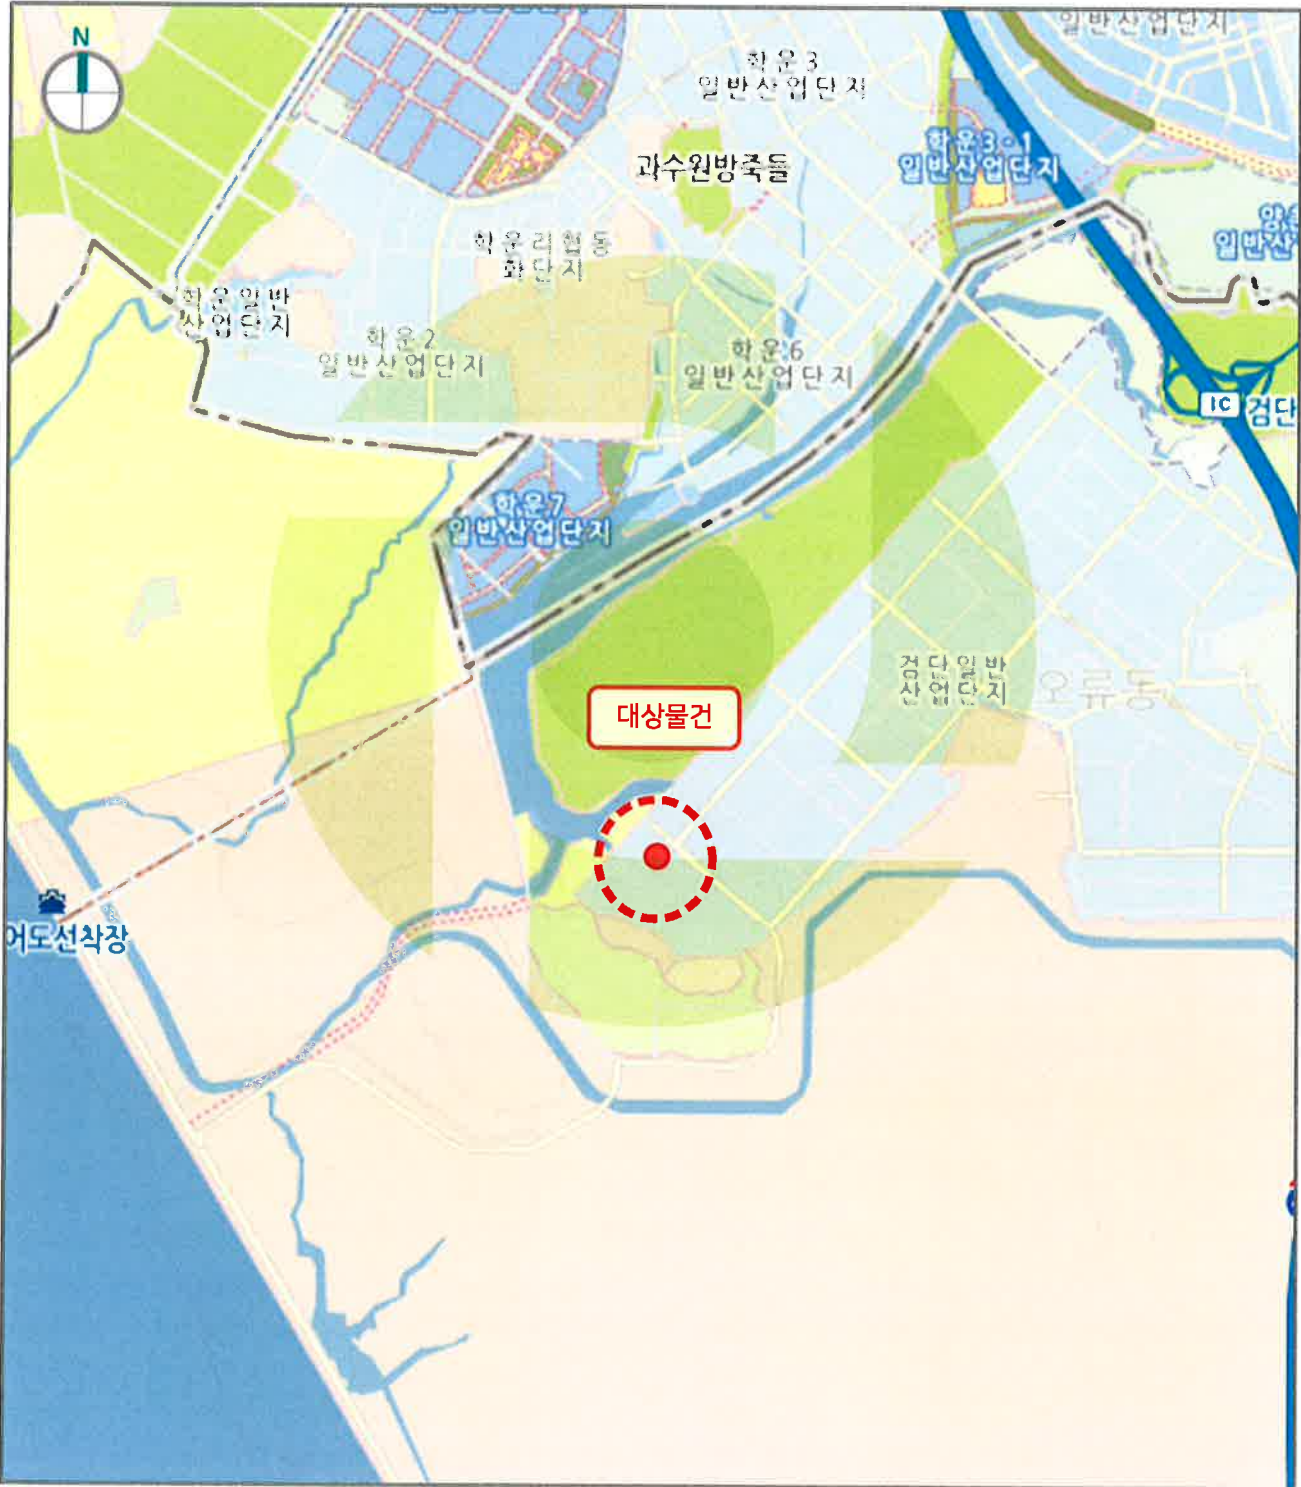 일반산업단지
N
학운3
일반산업단지
학운3-1
일반산업단지
과수원방죽들
일반산
학운리협동
화단지
학운일반
산업단지
학운2
일반산업단지
학운6
일반산업단지
IC 검단
학운7
일반산업단지
검단일반
산업단지
오류동
대상물건
어도선착장